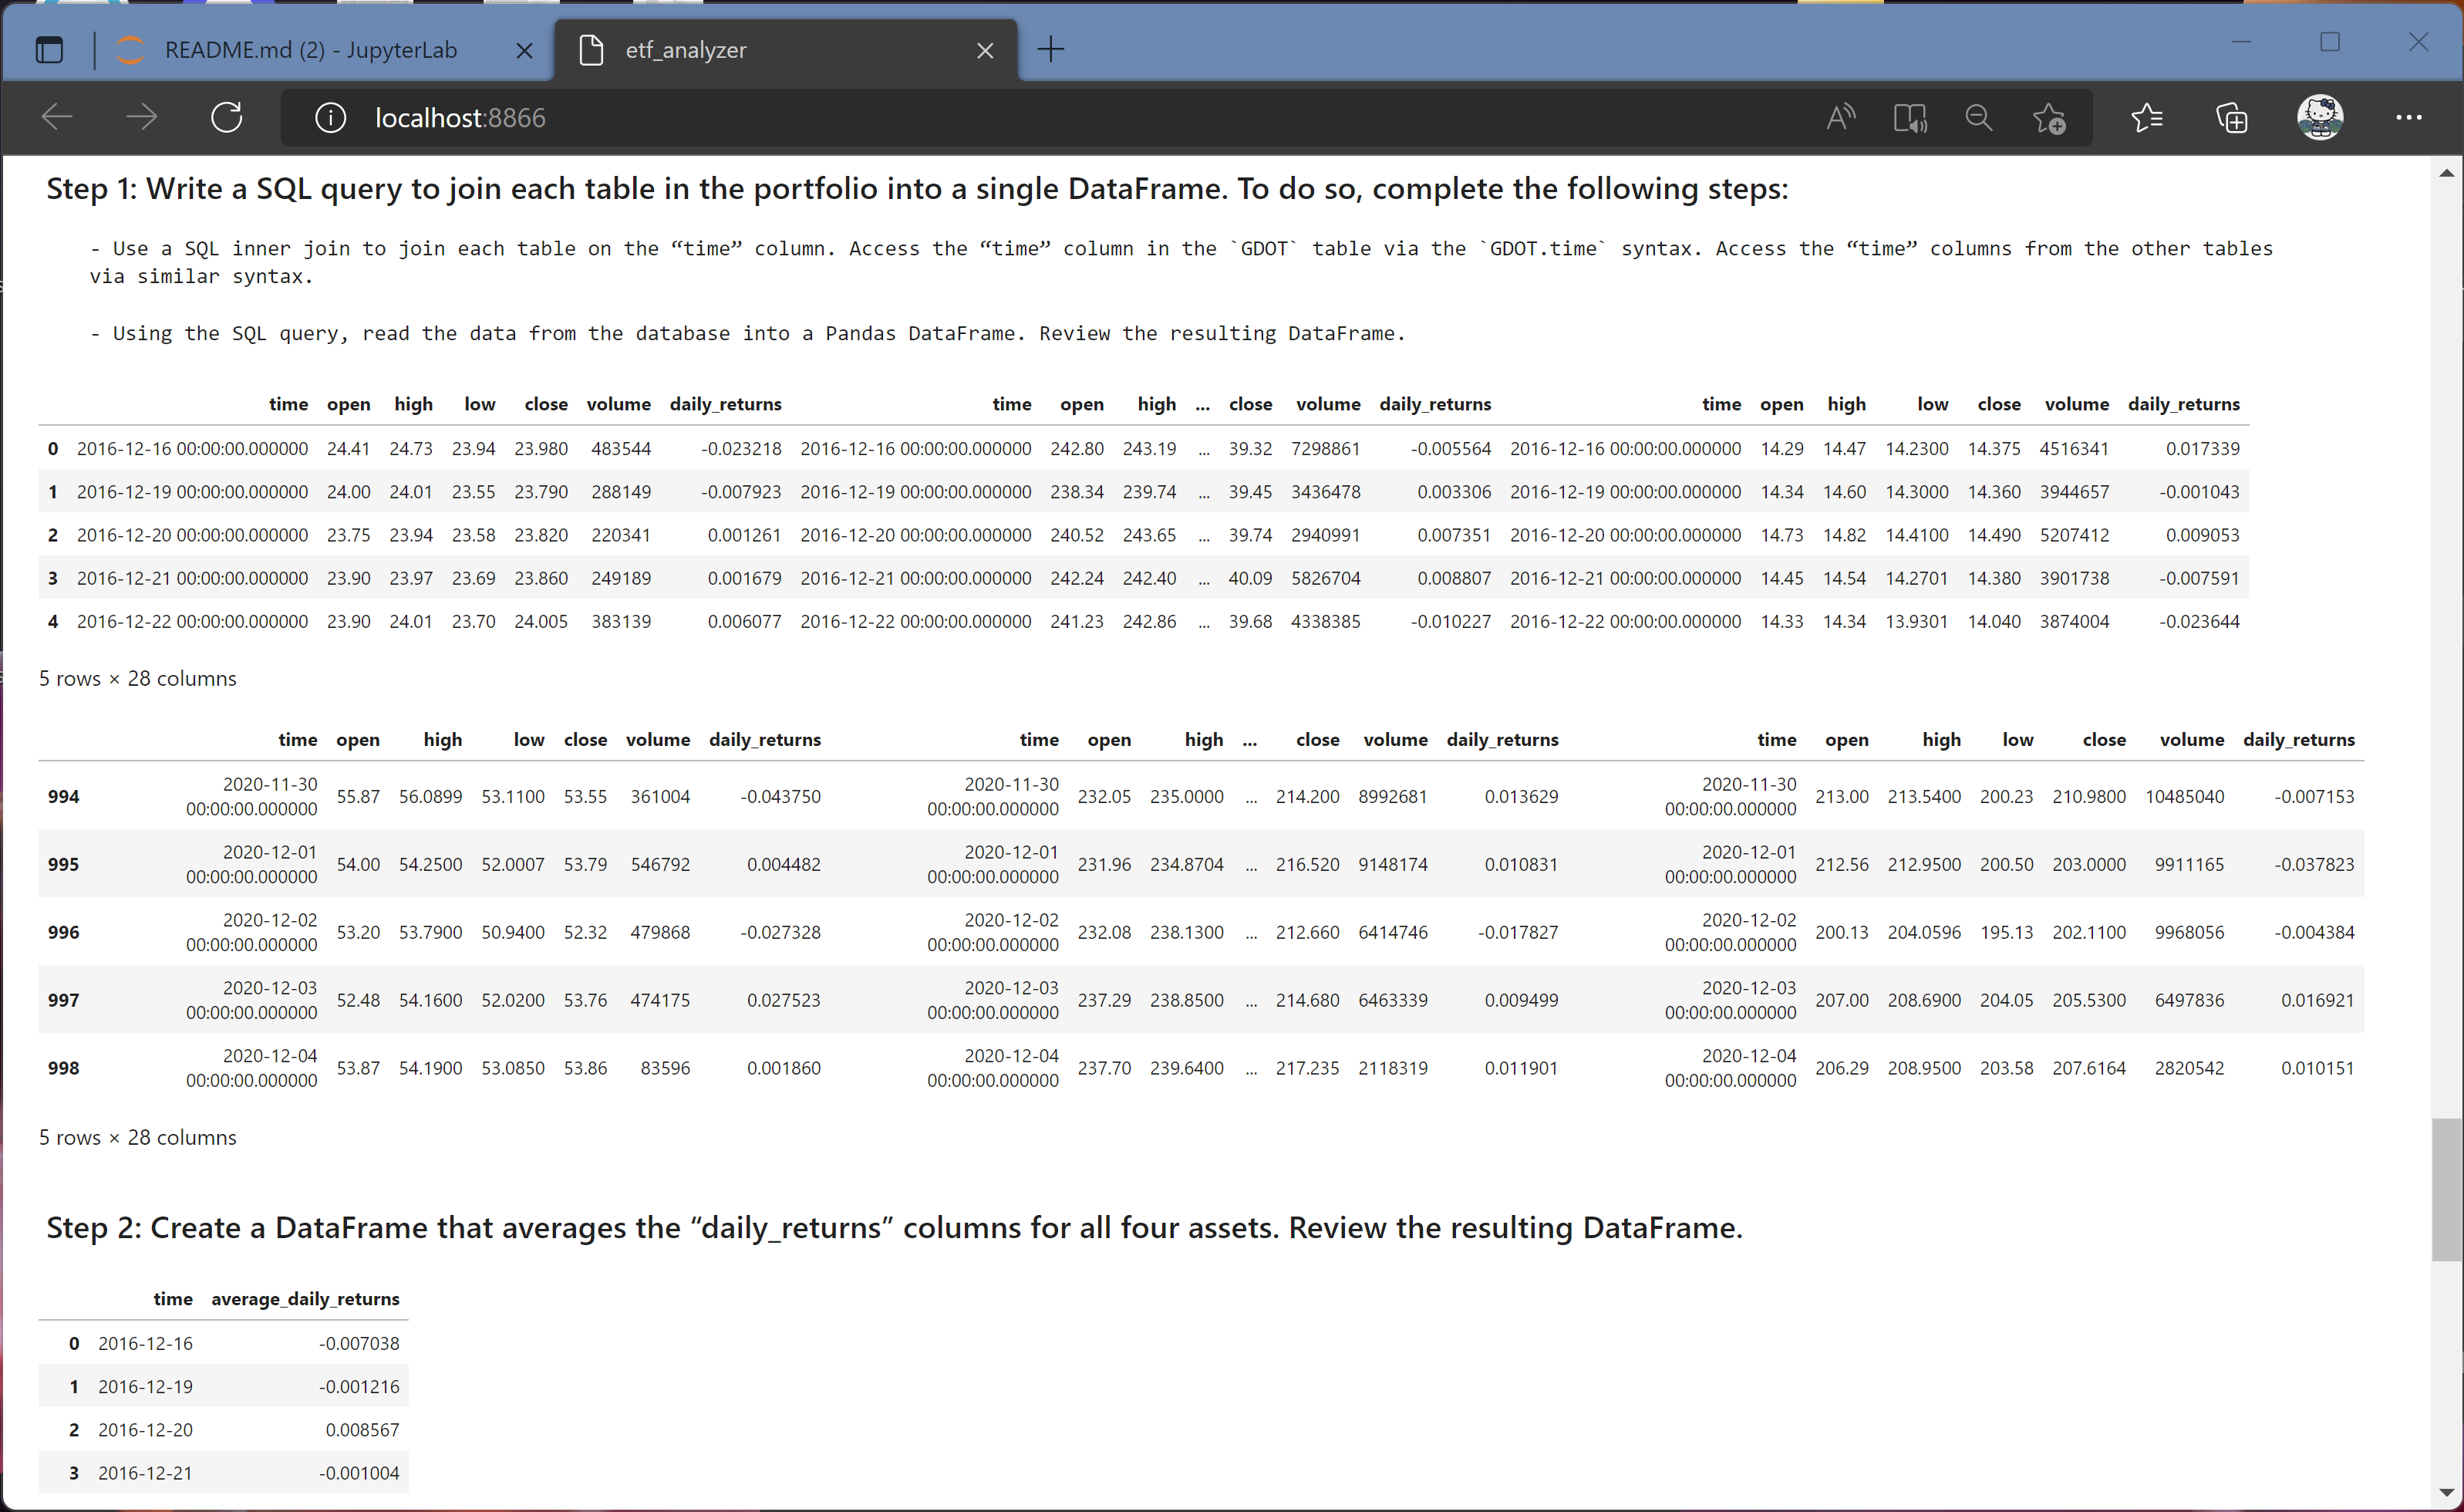 README.md (2) - JupyterLab
etf_analyzer
localhost:8866
Step 1: Write a SQL query to join each table in the portfolio into a single DataFrame. To do so, complete the following steps:
- Use a SQL inner join to join each table on the “time” column. Access the “time” column in the `GDOT` table via the `GDOT.time` syntax. Access the “time” columns from the other tables
via similar syntax.
- Using the SQL query, read the data from the database into a Pandas DataFrame. Review the resulting DataFrame.
time open high low close volume daily_returns time open high ... close volume daily_returns time open high low close volume daily_returns
0 2016-12-16 00:00:00.000000 24.41 24.73 23.94 23.980 483544 -0.023218 2016-12-16 00:00:00.000000 242.80 243.19 ... 39.32 7298861 -0.005564 2016-12-16 00:00:00.000000 14.29 14.47 14.2300 14.375 4516341 0.017339
1 2016-12-19 00:00:00.000000 24.00 24.01 23.55 23.790 288149 -0.007923 2016-12-19 00:00:00.000000 238.34 239.74 ... 39.45 3436478 0.003306 2016-12-19 00:00:00.000000 14.34 14.60 14.3000 14.360 3944657 -0.001043
2 2016-12-20 00:00:00.000000 23.75 23.94 23.58 23.820 220341 0.001261 2016-12-20 00:00:00.000000 240.52 243.65 ... 39.74 2940991 0.007351 2016-12-20 00:00:00.000000 14.73 14.82 14.4100 14.490 5207412 0.009053
3 2016-12-21 00:00:00.000000 23.90 23.97 23.69 23.860 249189 0.001679 2016-12-21 00:00:00.000000 242.24 242.40 ... 40.09 5826704 0.008807 2016-12-21 00:00:00.000000 14.45 14.54 14.2701 14.380 3901738 -0.007591
4 2016-12-22 00:00:00.000000 23.90 24.01 23.70 24.005 383139 0.006077 2016-12-22 00:00:00.000000 241.23 242.86 ... 39.68 4338385 -0.010227 2016-12-22 00:00:00.000000 14.33 14.34 13.9301 14.040 3874004 -0.023644
5 rows × 28 columns
time open high low close volume daily_returns time open high ... close volume daily_returns time open high low close volume daily_returns
994 2020-11-30 00:00:00.000000 55.87 56.0899 53.1100 53.55 361004 -0.043750 2020-11-30 00:00:00.000000 232.05 235.0000 ... 214.200 8992681 0.013629 2020-11-30 00:00:00.000000 213.00 213.5400 200.23 210.9800 10485040 -0.007153
995 2020-12-01 00:00:00.000000 54.00 54.2500 52.0007 53.79 546792 0.004482 2020-12-01 00:00:00.000000 231.96 234.8704 ... 216.520 9148174 0.010831 2020-12-01 00:00:00.000000 212.56 212.9500 200.50 203.0000 9911165 -0.037823
996 2020-12-02 00:00:00.000000 53.20 53.7900 50.9400 52.32 479868 -0.027328 2020-12-02 00:00:00.000000 232.08 238.1300 ... 212.660 6414746 -0.017827 2020-12-02 00:00:00.000000 200.13 204.0596 195.13 202.1100 9968056 -0.004384
997 2020-12-03 00:00:00.000000 52.48 54.1600 52.0200 53.76 474175 0.027523 2020-12-03 00:00:00.000000 237.29 238.8500 ... 214.680 6463339 0.009499 2020-12-03 00:00:00.000000 207.00 208.6900 204.05 205.5300 6497836 0.016921
998 2020-12-04 00:00:00.000000 53.87 54.1900 53.0850 53.86 83596 0.001860 2020-12-04 00:00:00.000000 237.70 239.6400 ... 217.235 2118319 0.011901 2020-12-04 00:00:00.000000 206.29 208.9500 203.58 207.6164 2820542 0.010151
5 rows × 28 columns
Step 2: Create a DataFrame that averages the “daily_returns” columns for all four assets. Review the resulting DataFrame.
time average_daily_returns
0 2016-12-16 -0.007038
1 2016-12-19 -0.001216
2 2016-12-20 0.008567
3 2016-12-21 -0.001004